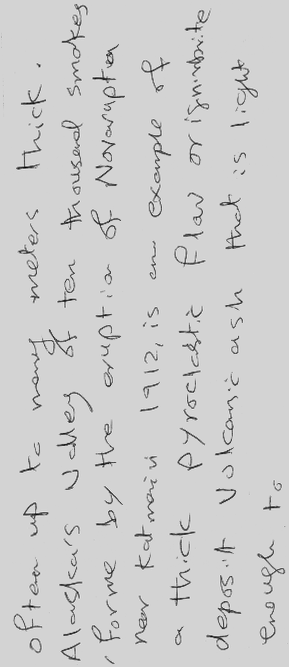 often up to many meters thick.
Alaska's Valley of ten thousand smokes
, forme by the eruption of Novarupta
near Katmai in 1912, is an example of
a thick pyroclastic flow or ignimbrite
deposit Volcanic ash that is light
enough to